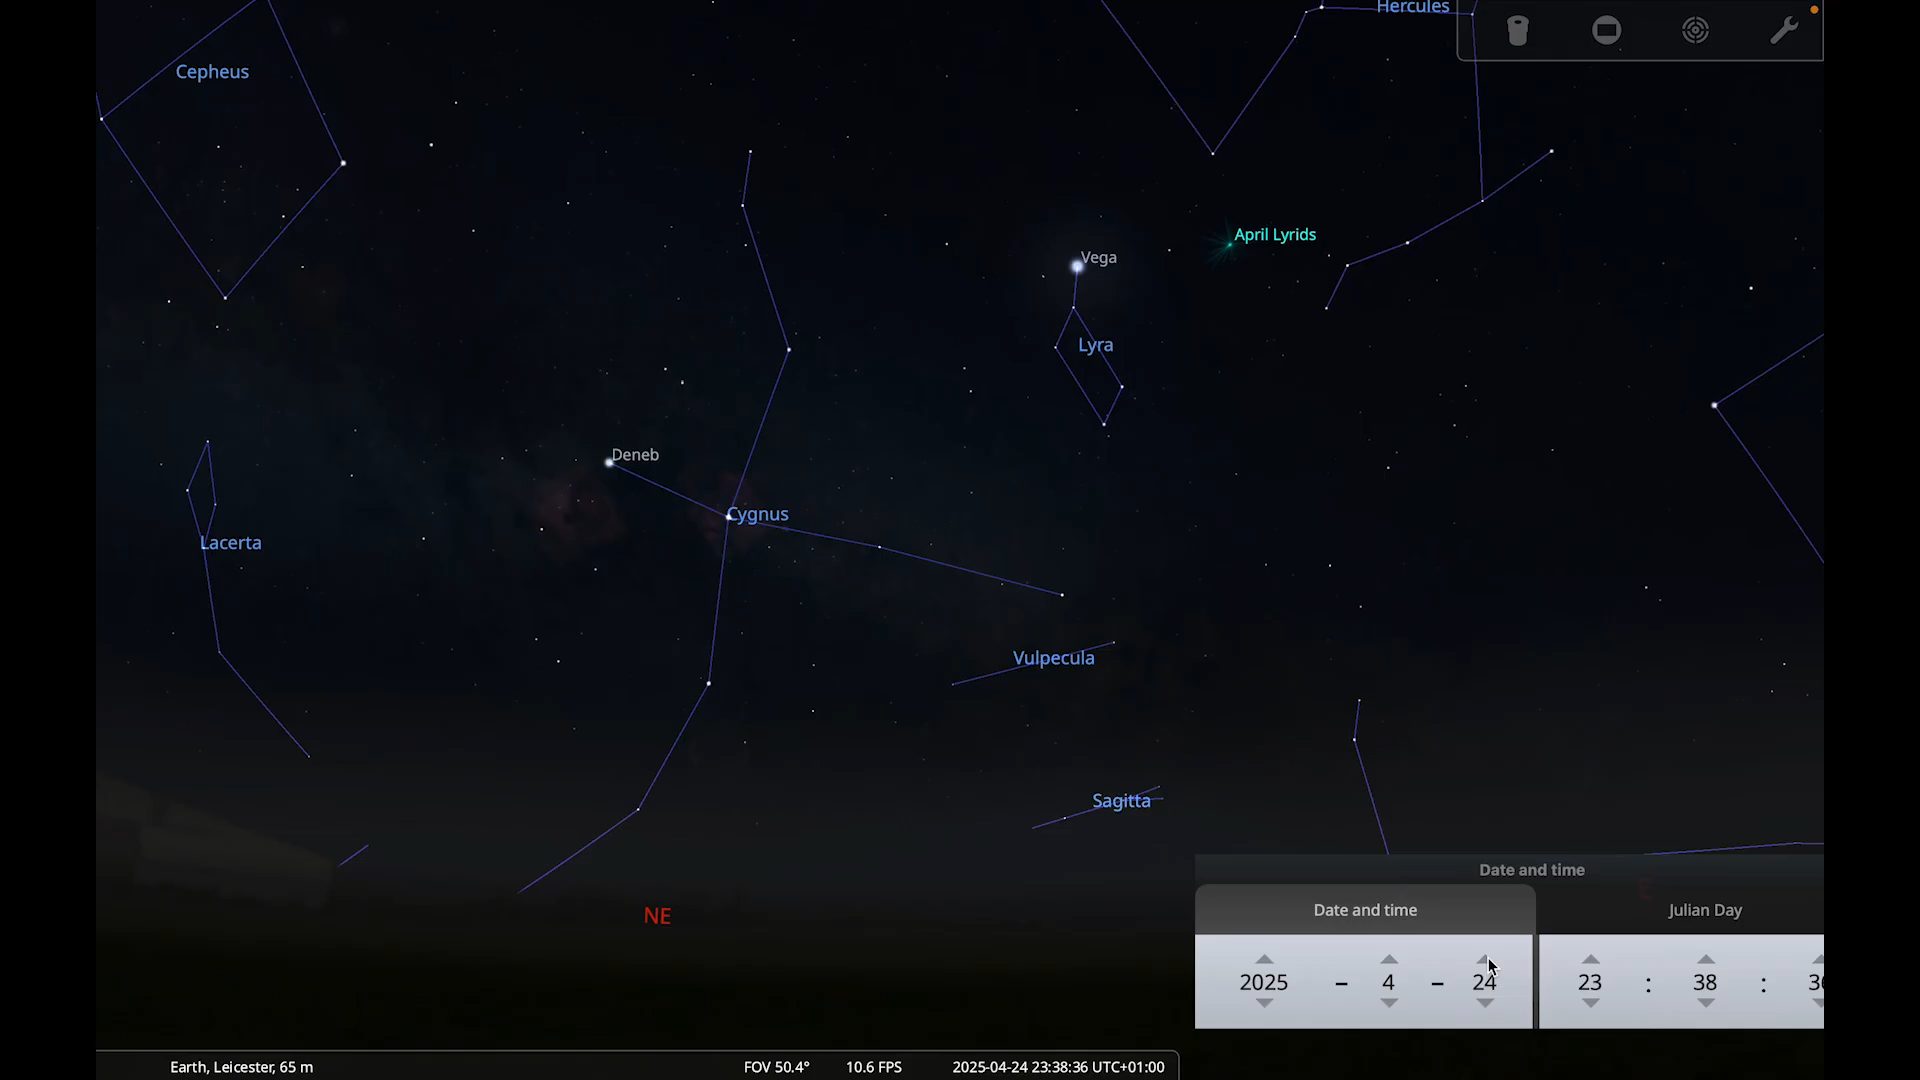 Hercules
Cepheus
April Lyrids
Vega
Lyra
Deneb
Cygnus
Lacerta
Vulpecula
Sagitta
NE
E
Date and time
Date and time
Julian Day
2025 – 4 – 24
23 : 38 :
Earth, Leicester, 65 m
FOV 50.4°
10.6 FPS
2025-04-24 23:38:36 UTC+01:00